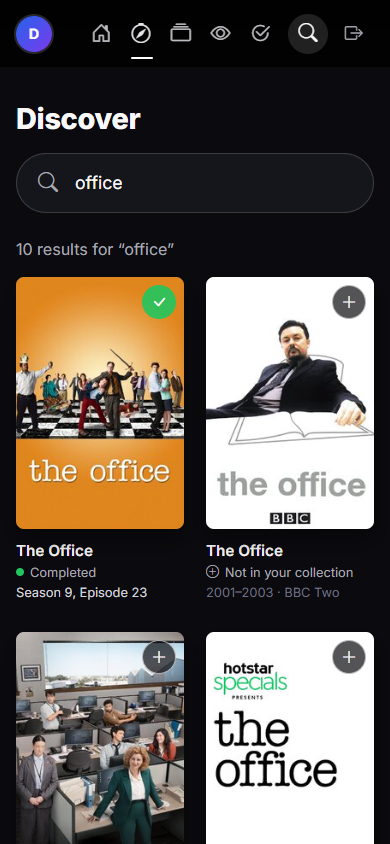 D
Discover
office
10 results for “office”
the office
the office
BBC
The Office
Completed
Season 9, Episode 23
The Office
Not in your collection
2001–2003 · BBC Two
hotstar
specials
PRESENTS
the
office